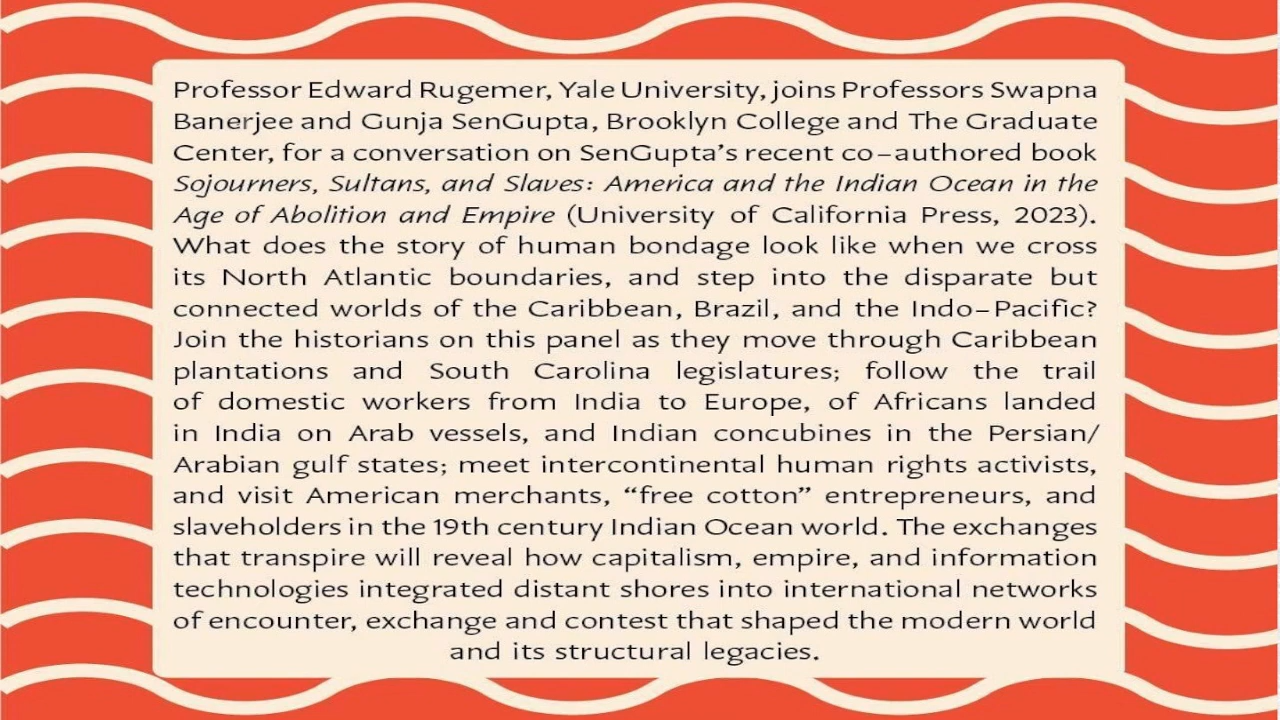 Professor Edward Rugemer, Yale University, joins Professors Swapna
Banerjee and Gunja SenGupta, Brooklyn College and The Graduate
Center, for a conversation on SenGupta's recent co–authored book
Sojourners, Sultans, and Slaves: America and the Indian Ocean in the
Age of Abolition and Empire (University of California Press, 2023).
What does the story of human bondage look like when we cross
its North Atlantic boundaries, and step into the disparate but
connected worlds of the Caribbean, Brazil, and the Indo–Pacific?
Join the historians on this panel as they move through Caribbean
plantations and South Carolina legislatures; follow the trail
of domestic workers from India to Europe, of Africans landed
in India on Arab vessels, and Indian concubines in the Persian/
Arabian gulf states; meet intercontinental human rights activists,
and visit American merchants, “free cotton” entrepreneurs, and
slaveholders in the 19th century Indian Ocean world. The exchanges
that transpire will reveal how capitalism, empire, and information
technologies integrated distant shores into international networks
of encounter, exchange and contest that shaped the modern world
and its structural legacies.